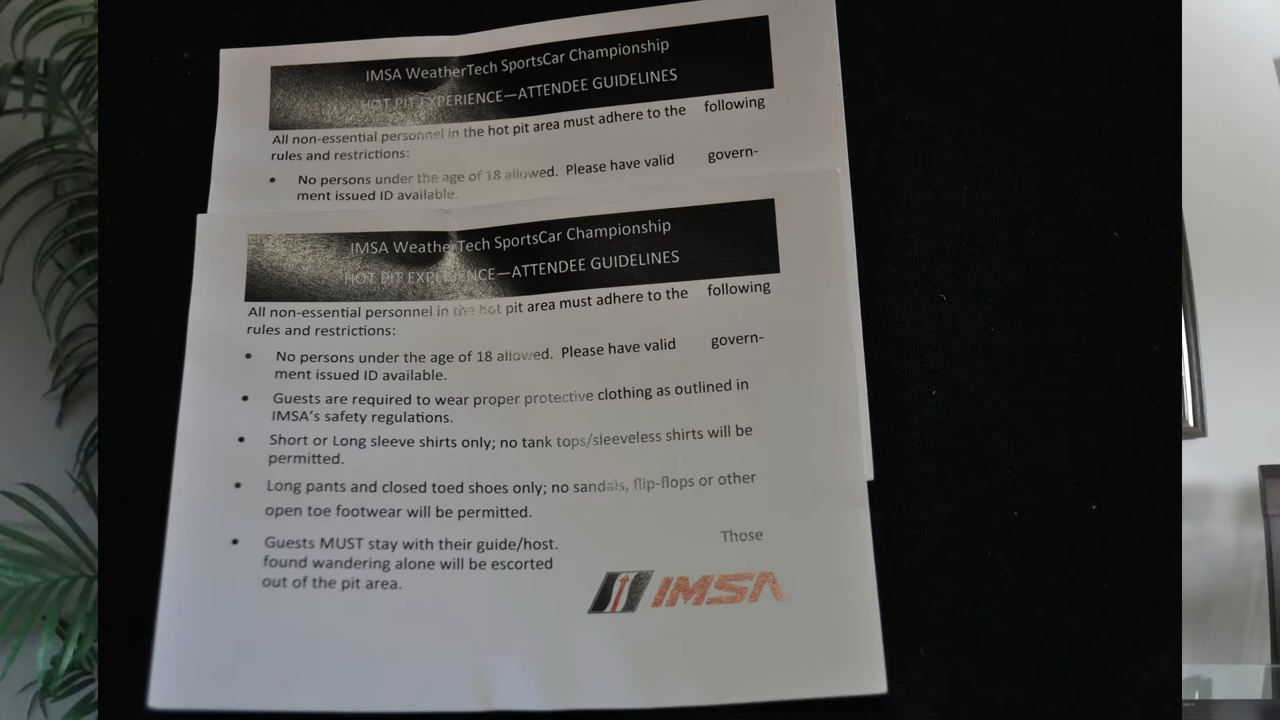 IMSA WeatherTech SportsCar Championship
HOT PIT EXPERIENCE—ATTENDEE GUIDELINES
All non-essential personnel in the hot pit area must adhere to the following
rules and restrictions:
• No persons under the age of 18 allowed. Please have valid govern-
ment issued ID available.
IMSA WeatherTech SportsCar Championship
HOT PIT EXPERIENCE—ATTENDEE GUIDELINES
All non-essential personnel in the hot pit area must adhere to the following
rules and restrictions:
• No persons under the age of 18 allowed. Please have valid govern-
ment issued ID available.
• Guests are required to wear proper protective clothing as outlined in
IMSA's safety regulations.
• Short or Long sleeve shirts only; no tank tops/sleeveless shirts will be
permitted.
• Long pants and closed toed shoes only; no sandals, flip-flops or other
open toe footwear will be permitted.
• Guests MUST stay with their guide/host. Those
found wandering alone will be escorted
out of the pit area.
IMSA